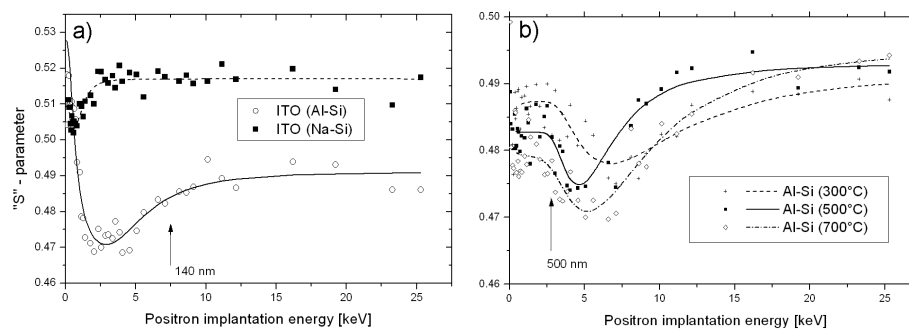 a)
"S" - parameter
0.53
0.52
0.51
0.50
0.49
0.48
0.47
0.46
ITO (Al-Si)
ITO (Na-Si)
140 nm
0 5 10 15 20 25
Positron implantation energy [keV]
b)
0.50
0.49
0.48
0.47
0.46
Al-Si (300°C)
Al-Si (500°C)
Al-Si (700°C)
500 nm
0 5 10 15 20 25
Positron implantation energy [keV]